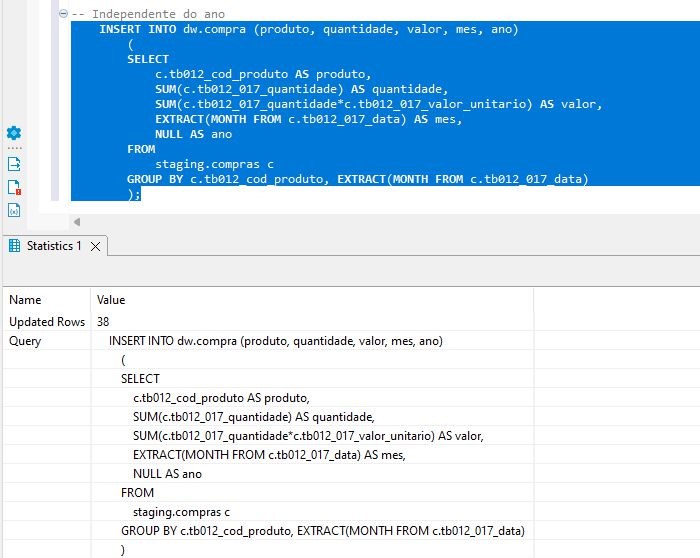 -- Independente do ano
INSERT INTO dw.compra (produto, quantidade, valor, mes, ano)
(
SELECT
c.tb012_cod_produto AS produto,
SUM(c.tb012_017_quantidade) AS quantidade,
SUM(c.tb012_017_quantidade*c.tb012_017_valor_unitario) AS valor,
EXTRACT(MONTH FROM c.tb012_017_data) AS mes,
NULL AS ano
FROM
staging.compras c
GROUP BY c.tb012_cod_produto, EXTRACT(MONTH FROM c.tb012_017_data)
);
Statistics 1
Name Value
Updated Rows 38
Query INSERT INTO dw.compra (produto, quantidade, valor, mes, ano)
(
SELECT
c.tb012_cod_produto AS produto,
SUM(c.tb012_017_quantidade) AS quantidade,
SUM(c.tb012_017_quantidade*c.tb012_017_valor_unitario) AS valor,
EXTRACT(MONTH FROM c.tb012_017_data) AS mes,
NULL AS ano
FROM
staging.compras c
GROUP BY c.tb012_cod_produto, EXTRACT(MONTH FROM c.tb012_017_data)
)